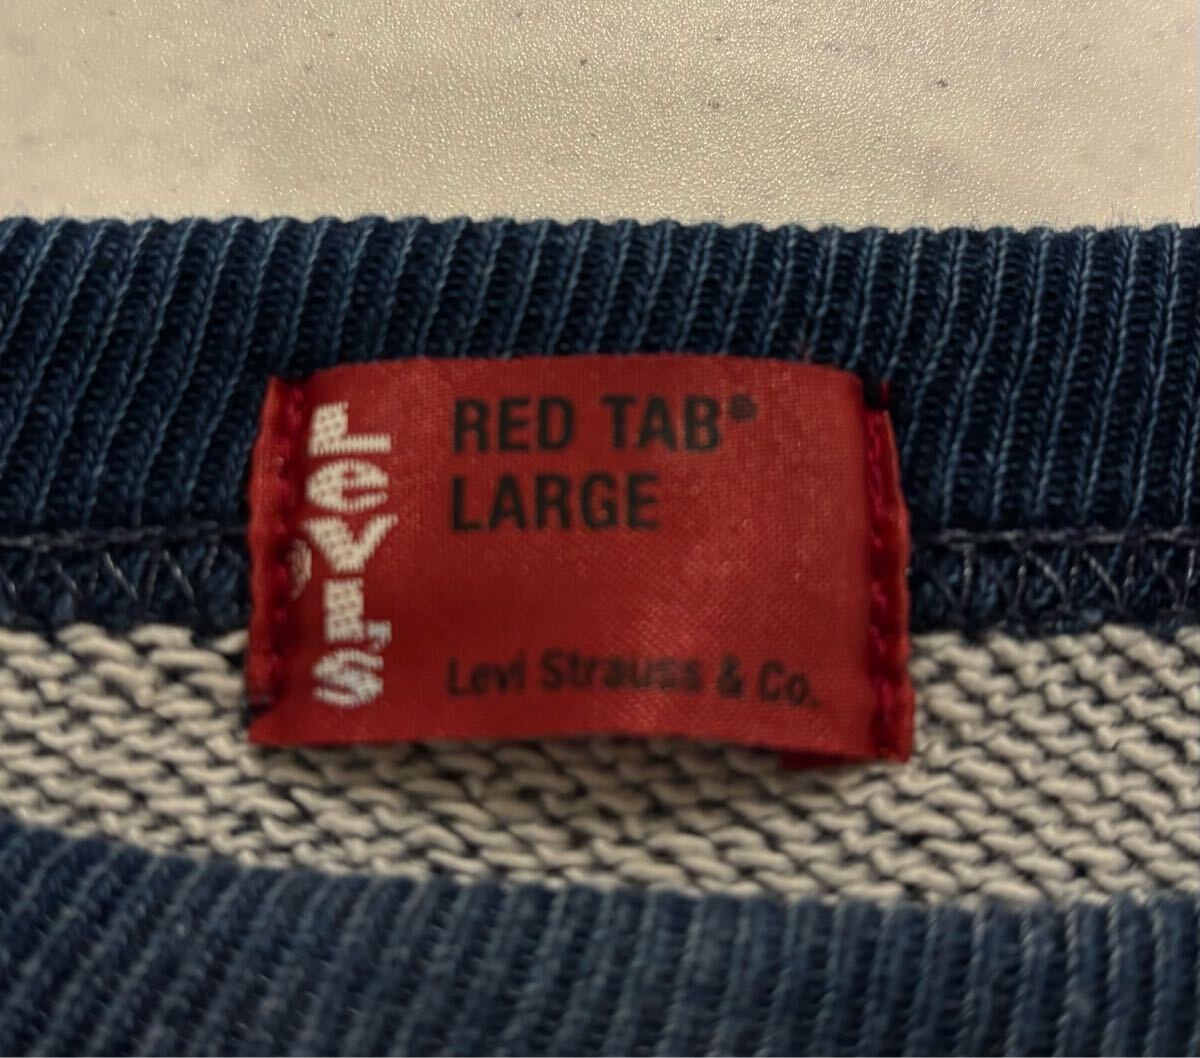 LEVI'S
®
RED TAB®
LARGE
Levi Strauss & Co.